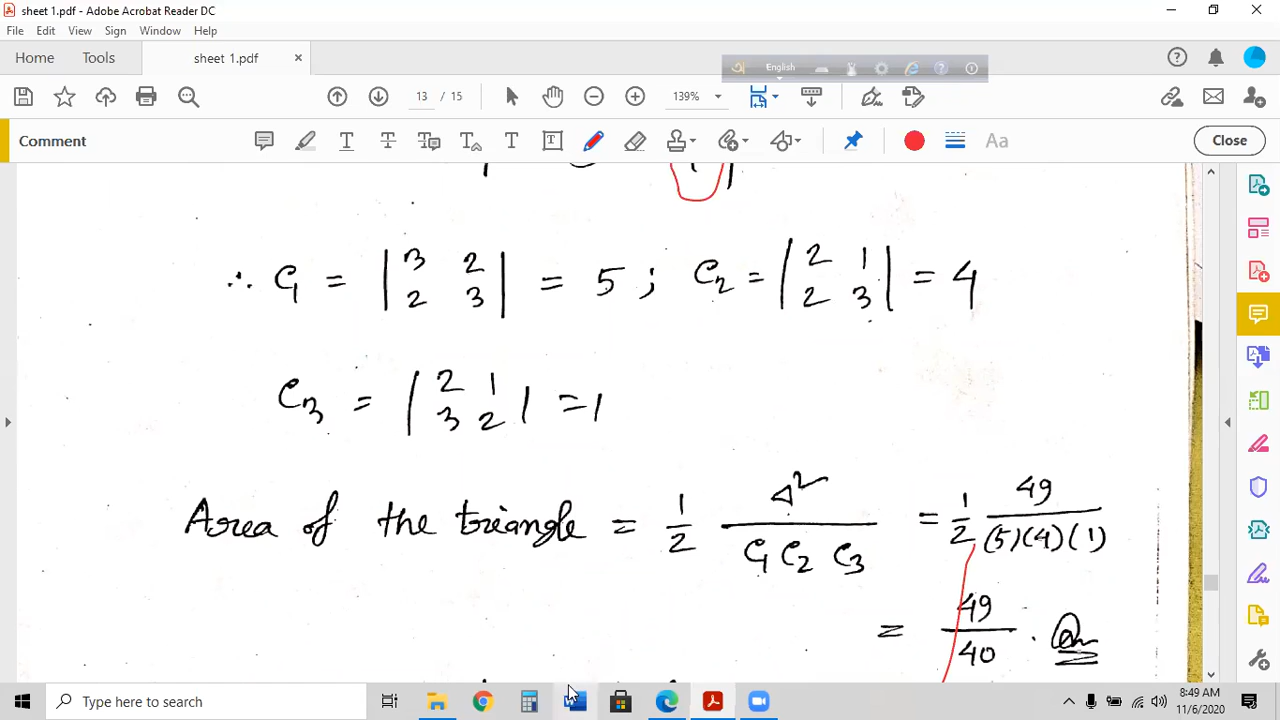 sheet 1.pdf - Adobe Acrobat Reader DC
File Edit View Sign Window Help
Home Tools sheet 1.pdf
English
13 / 15 139%
Comment Close
∴ C1 = | 3 2 / 2 3 | = 5 ; C2 = | 2 1 / 2 3 | = 4
C3 = | 2 1 / 3 2 | = 1
Area of the triangle = 1/2 Δ²/(C1 C2 C3) = 1/2 49/((5)(4)(1))
= 49/40 .
Type here to search
8:49 AM
11/6/2020